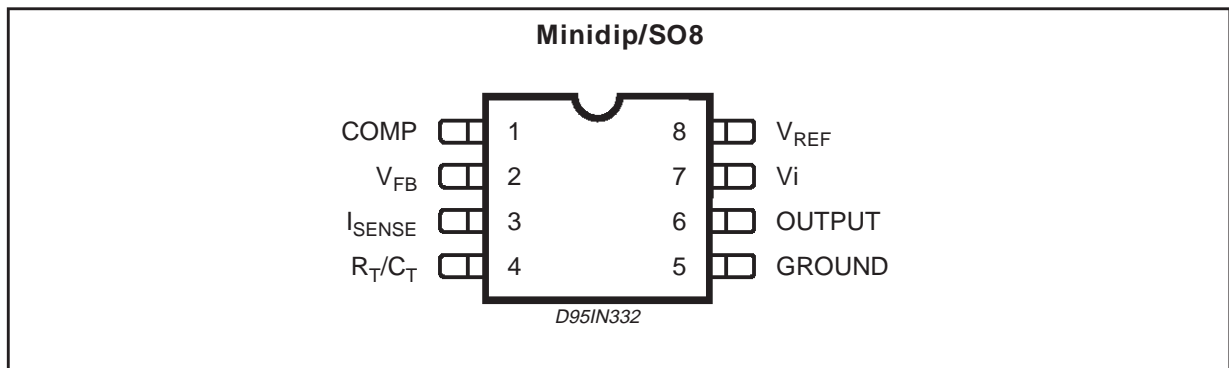 Minidip/SO8
COMP 1 8 VREF
VFB 2 7 Vi
ISENSE 3 6 OUTPUT
RT/CT 4 5 GROUND
D95IN332